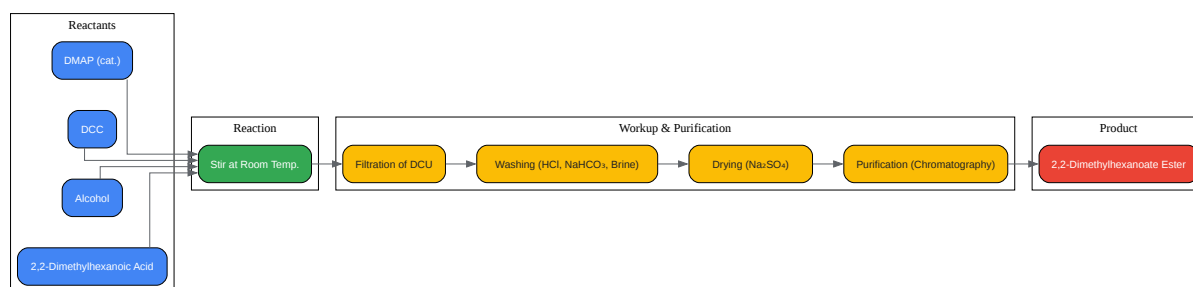 Reactants
DMAP (cat.)
DCC
Alcohol
2,2-Dimethylhexanoic Acid
Reaction
Stir at Room Temp.
Workup & Purification
Filtration of DCU
Washing (HCl, NaHCO₃, Brine)
Drying (Na₂SO₄)
Purification (Chromatography)
Product
2,2-Dimethylhexanoate Ester